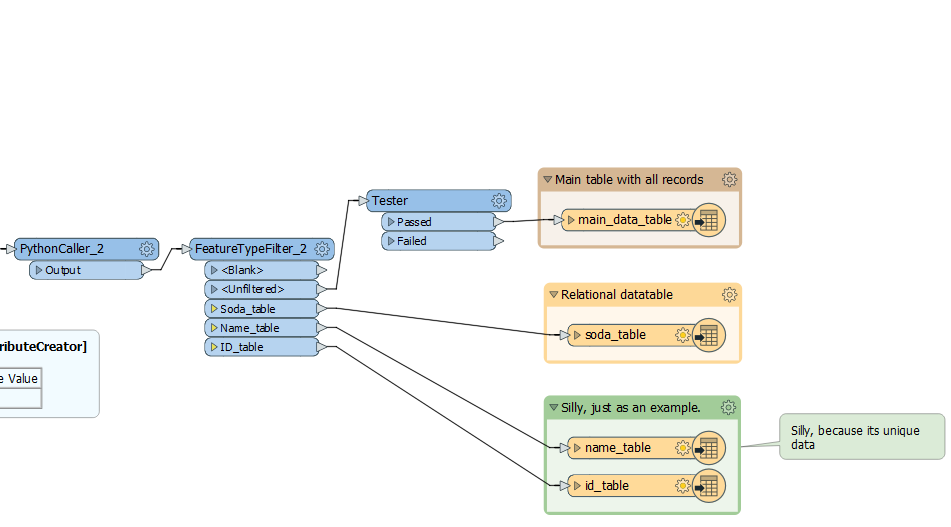 Main table with all records
Tester
Passed
main_data_table
Failed
PythonCaller_2
FeatureTypeFilter_2
Output
<Blank>
<Unfiltered>
Relational datatable
Soda_table
Name_table
soda_table
ributeCreator]
ID_table
e Value
Silly, just as an example.
Silly, because its unique
data
name_table
id_table